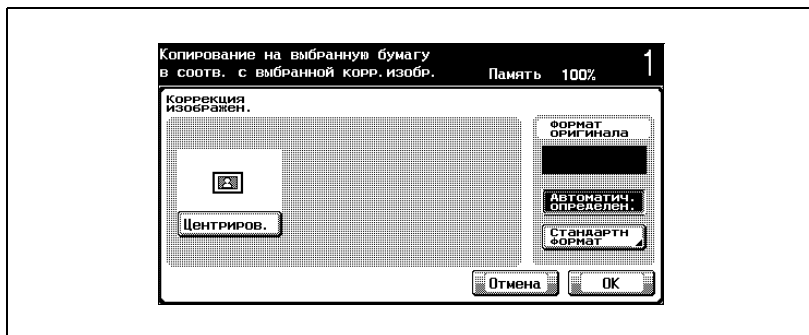 Копирование на выбранную бумагу
в соотв. с выбранной корр.изобр.
Память 100%
1
Коррекция
изображен.
Формат
оригинала
Автоматич.
определен.
Центриров.
Стандартн
формат
Отмена
OK